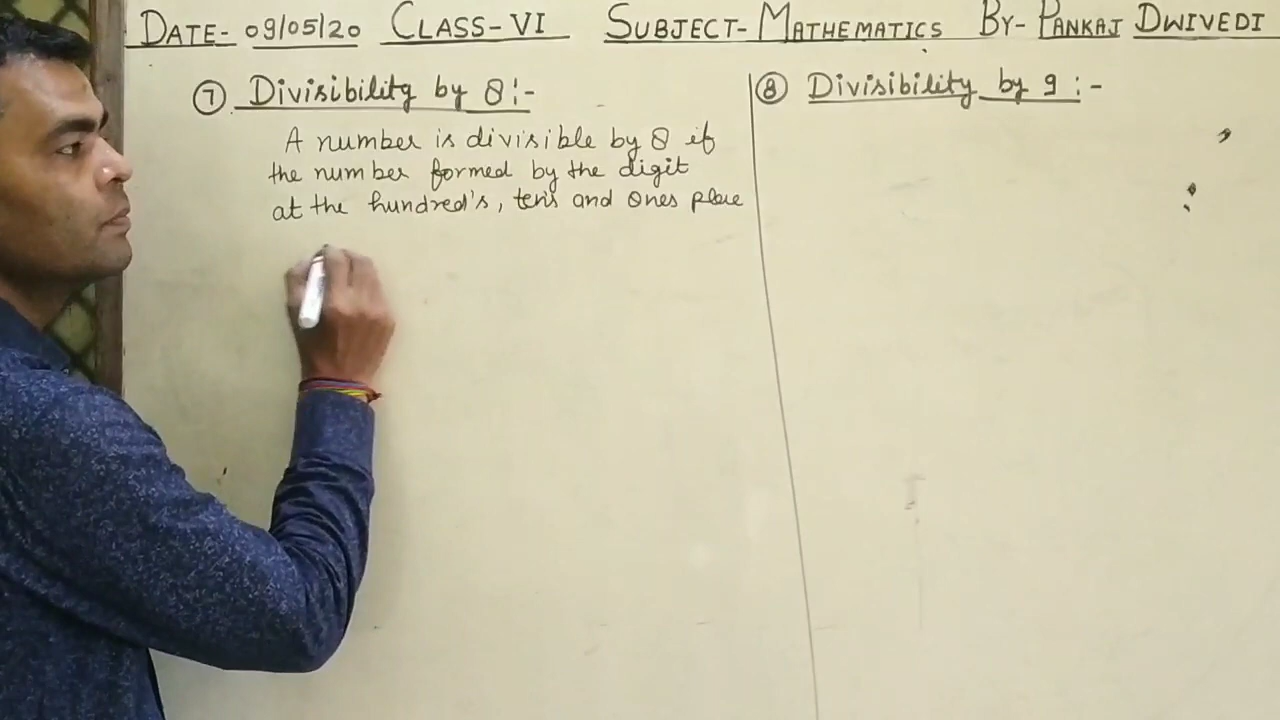 DATE- 09/05/20 CLASS-VI SUBJECT- MATHEMATICS BY- PANKAJ DWIVEDI
⑦ Divisibility by 8:-
A number is divisible by 8 if
the number formed by the digit
at the hundred's, ten's and Ones place
⑧ Divisibility by 9:-